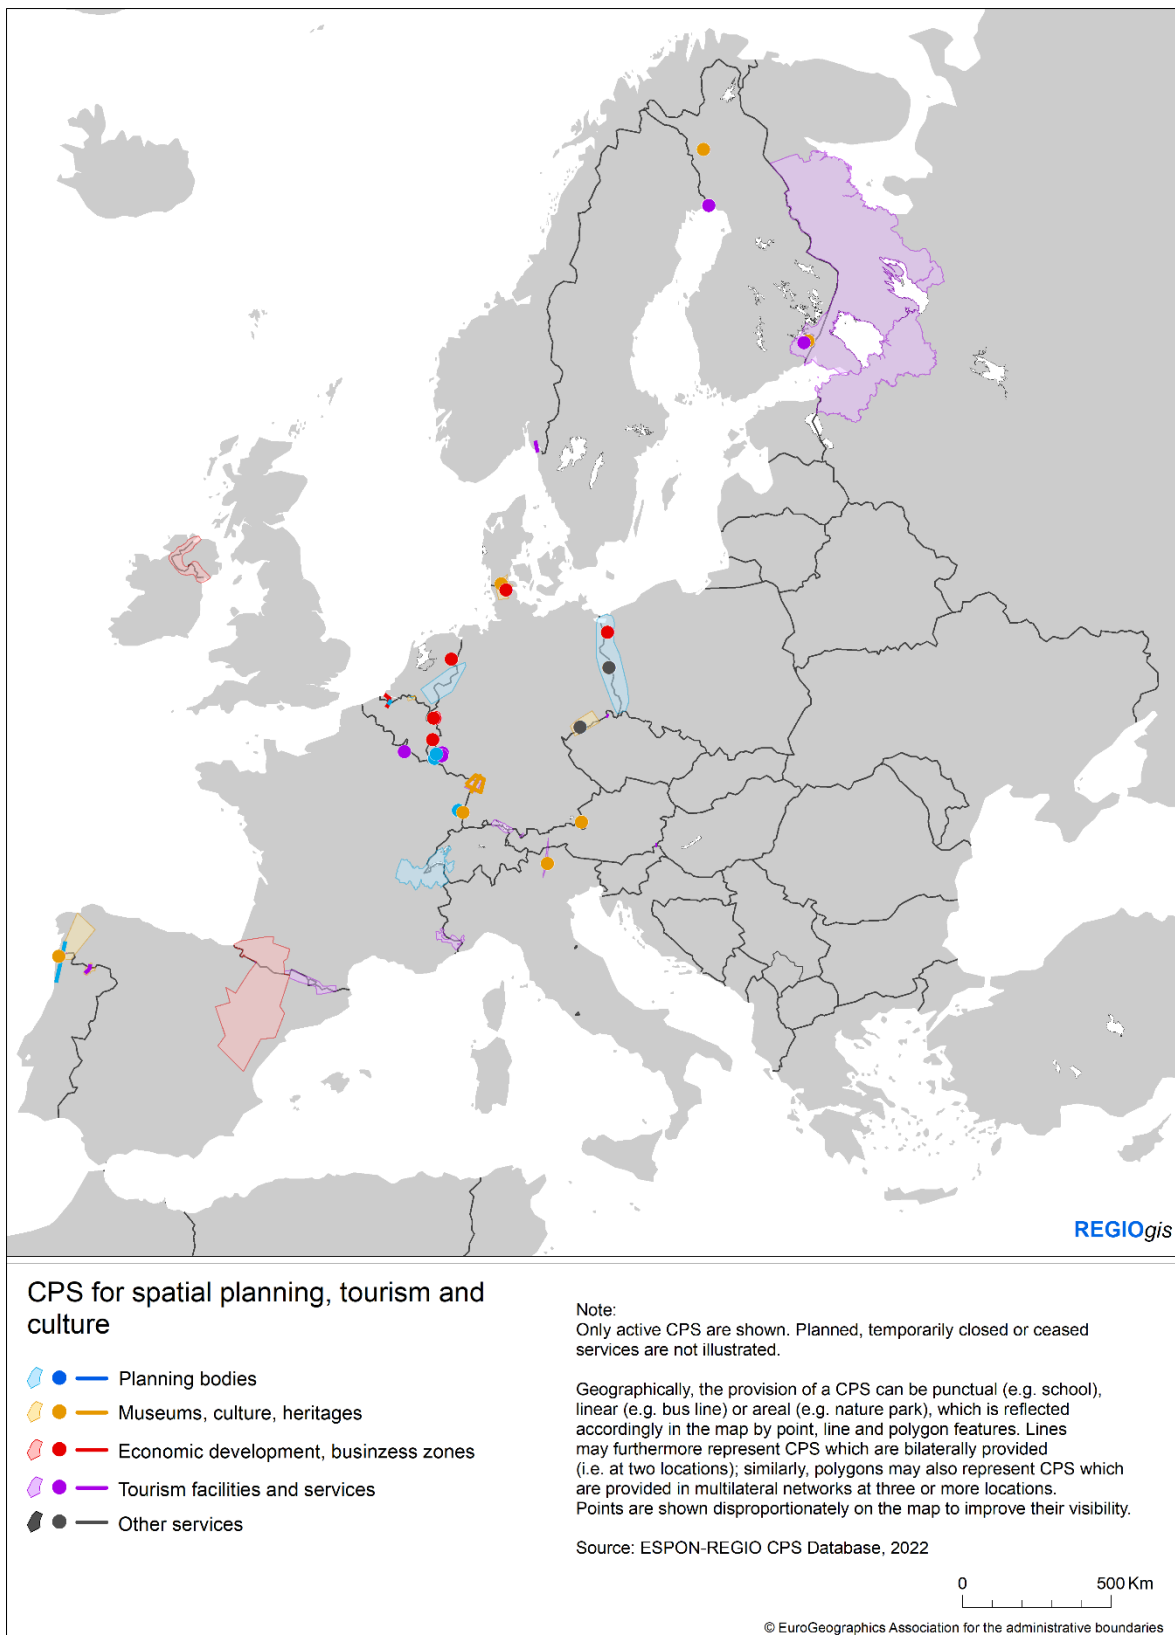 REGIOgis
CPS for spatial planning, tourism and
culture
Planning bodies
Museums, culture, heritages
Economic development, businzess zones
Tourism facilities and services
Other services
Note:
Only active CPS are shown. Planned, temporarily closed or ceased
services are not illustrated.
Geographically, the provision of a CPS can be punctual (e.g. school),
linear (e.g. bus line) or areal (e.g. nature park), which is reflected
accordingly in the map by point, line and polygon features. Lines
may furthermore represent CPS which are bilaterally provided
(i.e. at two locations); similarly, polygons may also represent CPS which
are provided in multilateral networks at three or more locations.
Points are shown disproportionately on the map to improve their visibility.
Source: ESPON-REGIO CPS Database, 2022
0 500 Km
© EuroGeographics Association for the administrative boundaries